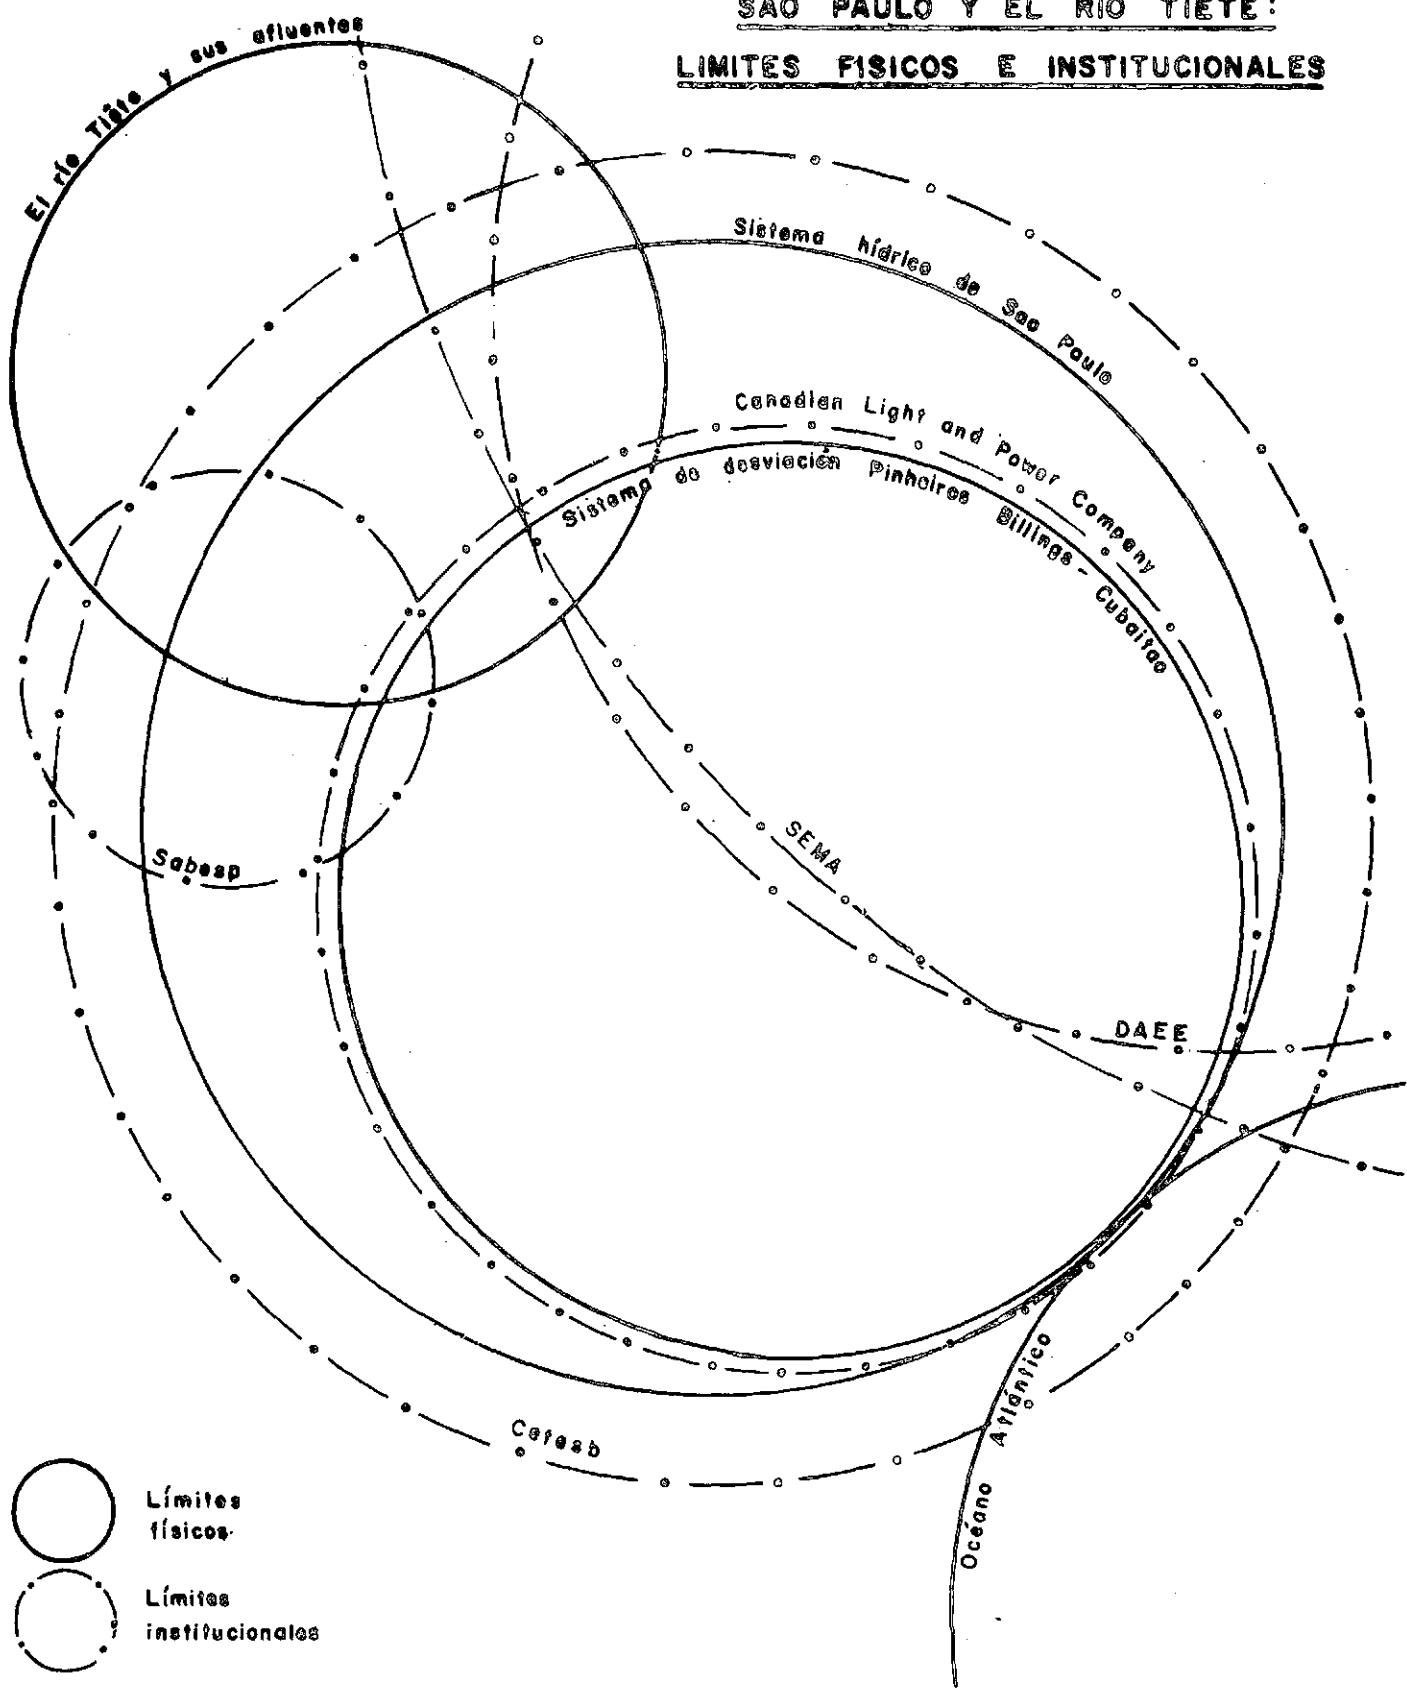 SAO PAULO Y EL RIO TIETE:
LIMITES FISICOS E INSTITUCIONALES
El río Tiête y sus afluentes
Sistema hídrico de Sao Paulo
Canadian Light and Power Company
Sistema de desviación Pinheiros Billings - Cubaitao
SEMA
Sabesp
DAEE
Cetesb
Océano Atlántico
Límites
físicos
Límites
institucionales